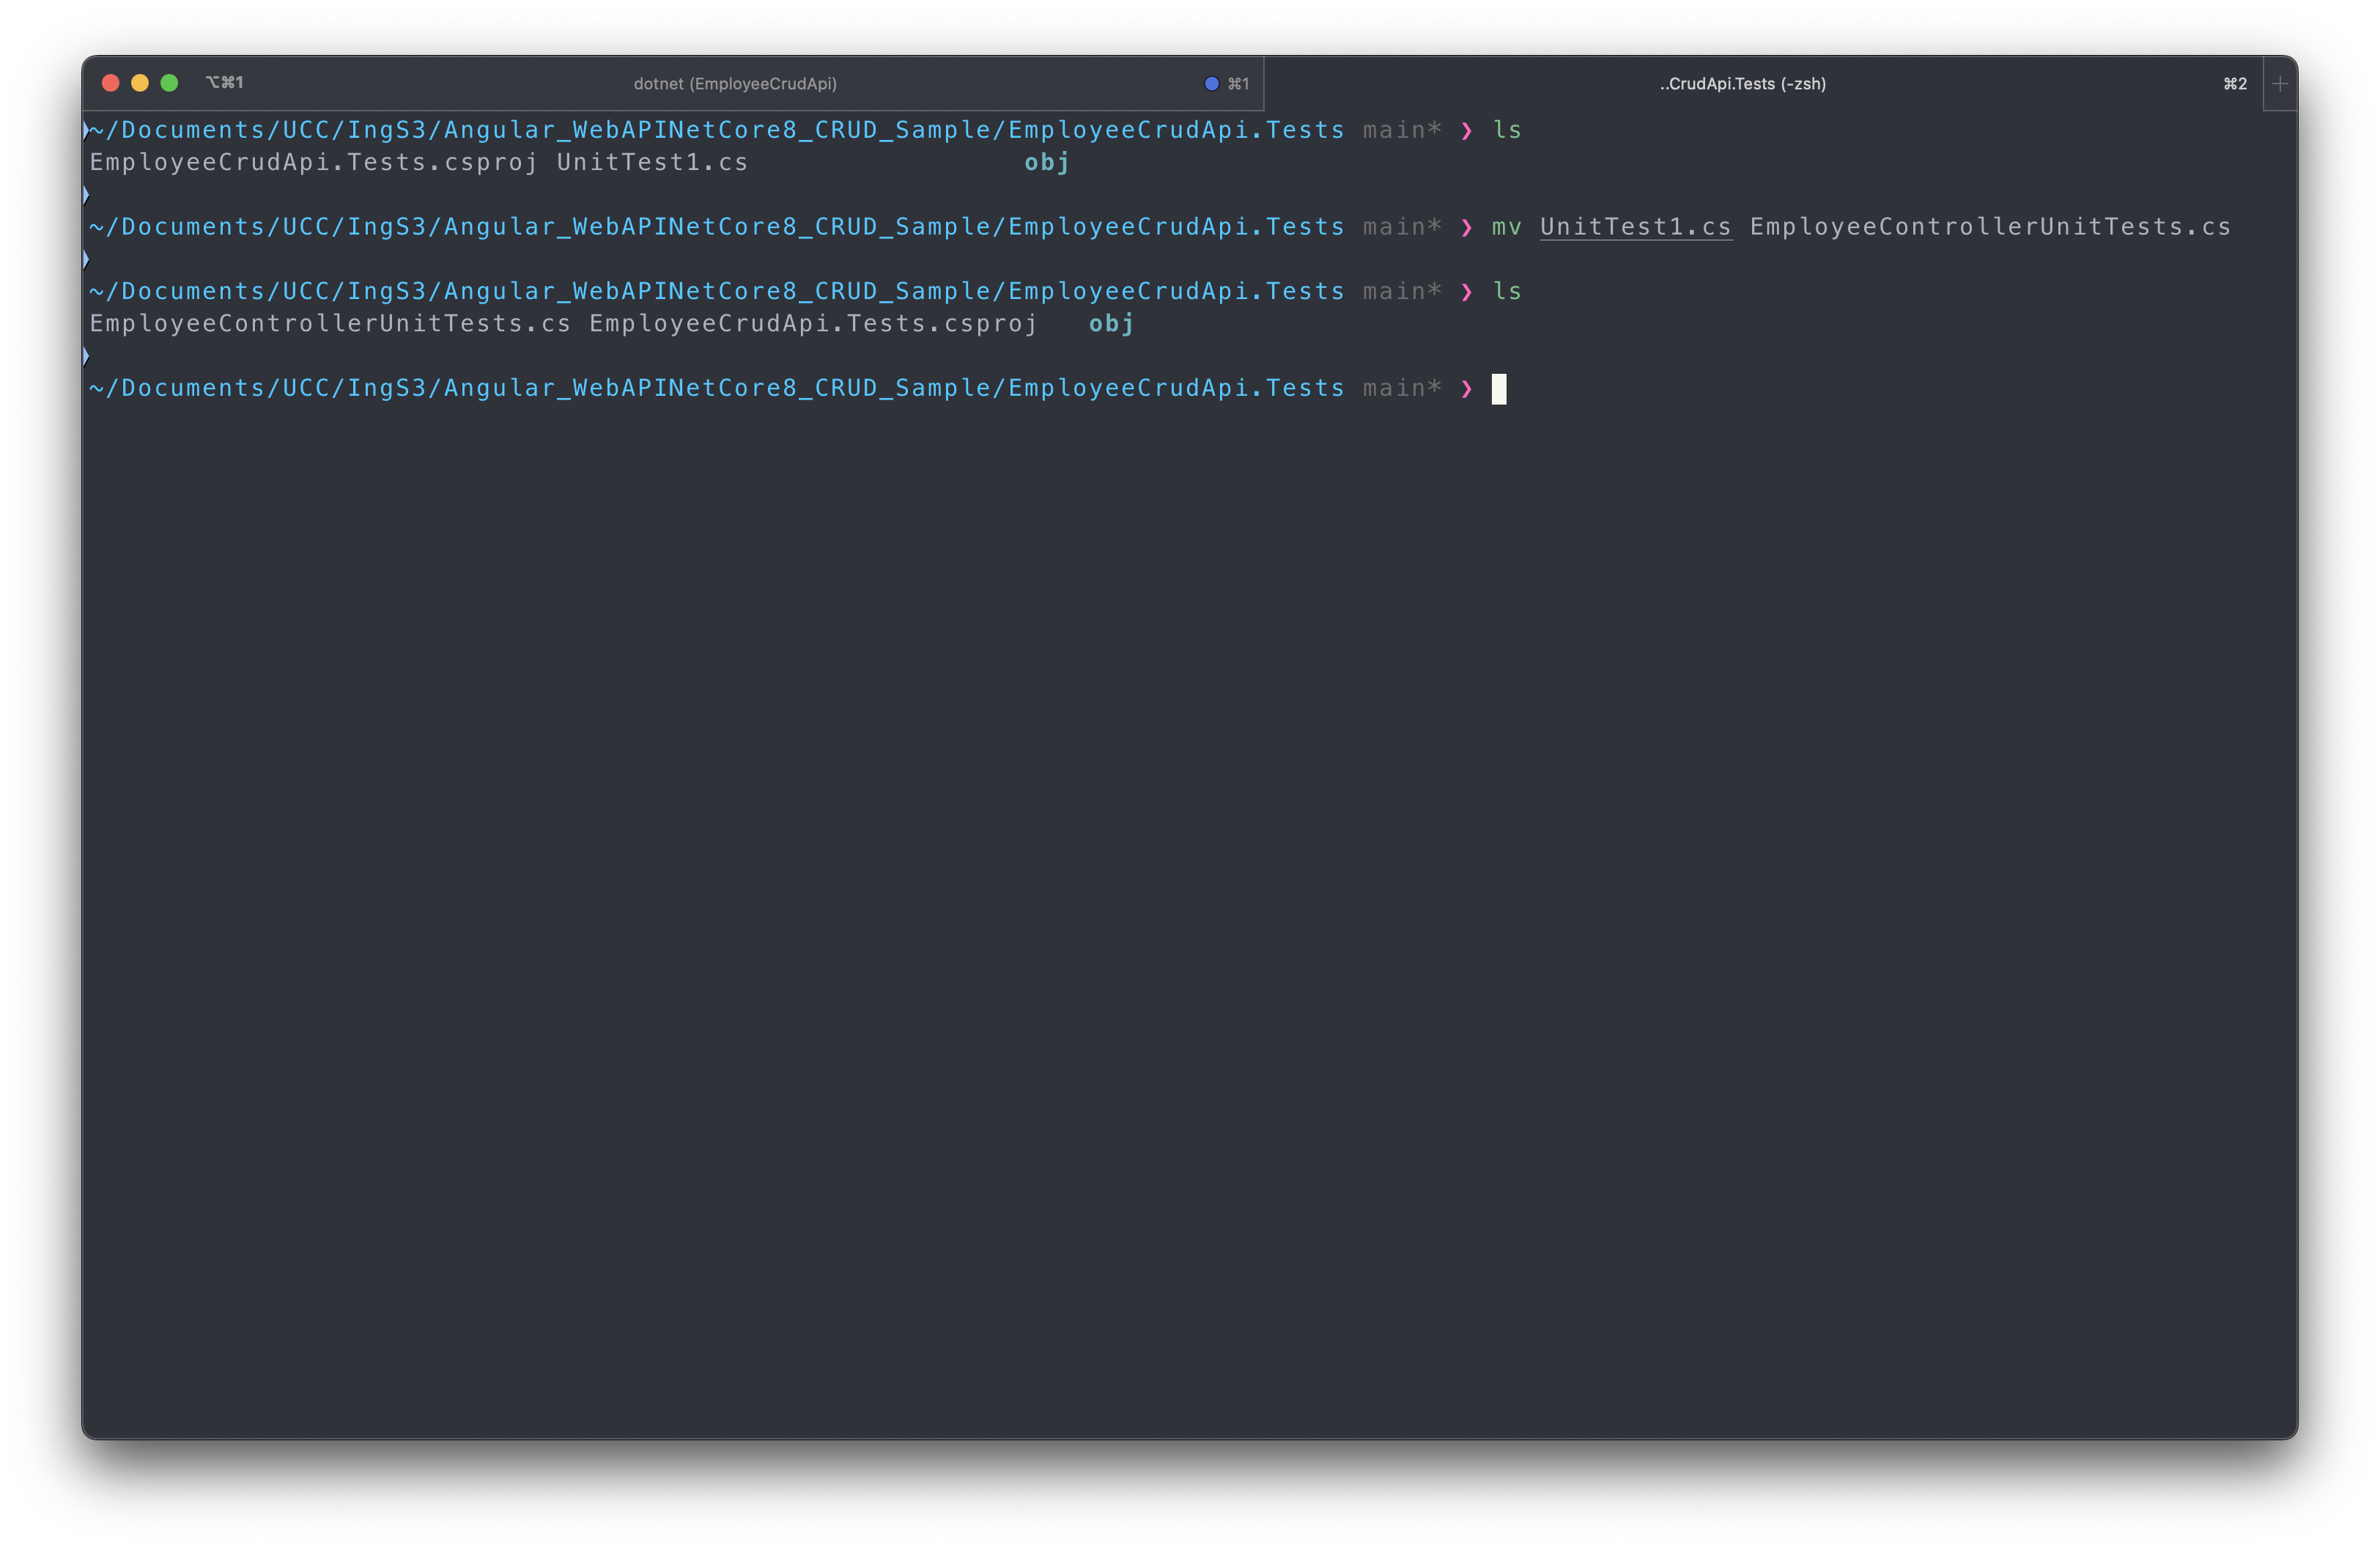 ⌥⌘1 dotnet (EmployeeCrudApi) ⌘1 ..CrudApi.Tests (-zsh) ⌘2 +
~/Documents/UCC/IngS3/Angular_WebAPINetCore8_CRUD_Sample/EmployeeCrudApi.Tests main* ❯ ls
EmployeeCrudApi.Tests.csproj UnitTest1.cs obj
~/Documents/UCC/IngS3/Angular_WebAPINetCore8_CRUD_Sample/EmployeeCrudApi.Tests main* ❯ mv UnitTest1.cs EmployeeControllerUnitTests.cs
~/Documents/UCC/IngS3/Angular_WebAPINetCore8_CRUD_Sample/EmployeeCrudApi.Tests main* ❯ ls
EmployeeControllerUnitTests.cs EmployeeCrudApi.Tests.csproj obj
~/Documents/UCC/IngS3/Angular_WebAPINetCore8_CRUD_Sample/EmployeeCrudApi.Tests main* ❯